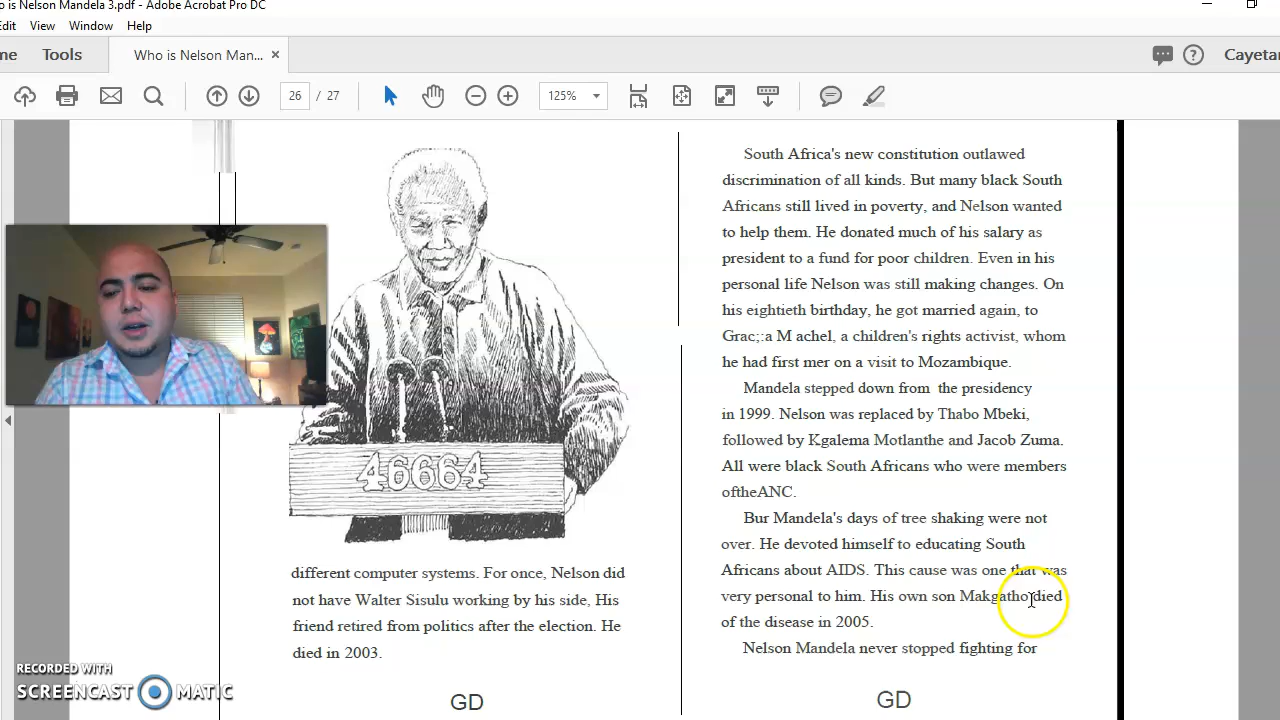 o is Nelson Mandela 3.pdf - Adobe Acrobat Pro DC
Edit View Window Help
me Tools Who is Nelson Man... ×
Cayetan
26 / 27 125%
46664
different computer systems. For once, Nelson did
not have Walter Sisulu working by his side, His
friend retired from politics after the election. He
died in 2003.
GD
South Africa's new constitution outlawed
discrimination of all kinds. But many black South
Africans still lived in poverty, and Nelson wanted
to help them. He donated much of his salary as
president to a fund for poor children. Even in his
personal life Nelson was still making changes. On
his eightieth birthday, he got married again, to
Grac;:a M achel, a children's rights activist, whom
he had first mer on a visit to Mozambique.
Mandela stepped down from the presidency
in 1999. Nelson was replaced by Thabo Mbeki,
followed by Kgalema Motlanthe and Jacob Zuma.
All were black South Africans who were members
oftheANC.
Bur Mandela's days of tree shaking were not
over. He devoted himself to educating South
Africans about AIDS. This cause was one that was
very personal to him. His own son Makgatho died
of the disease in 2005.
Nelson Mandela never stopped fighting for
GD
RECORDED WITH
SCREENCAST MATIC